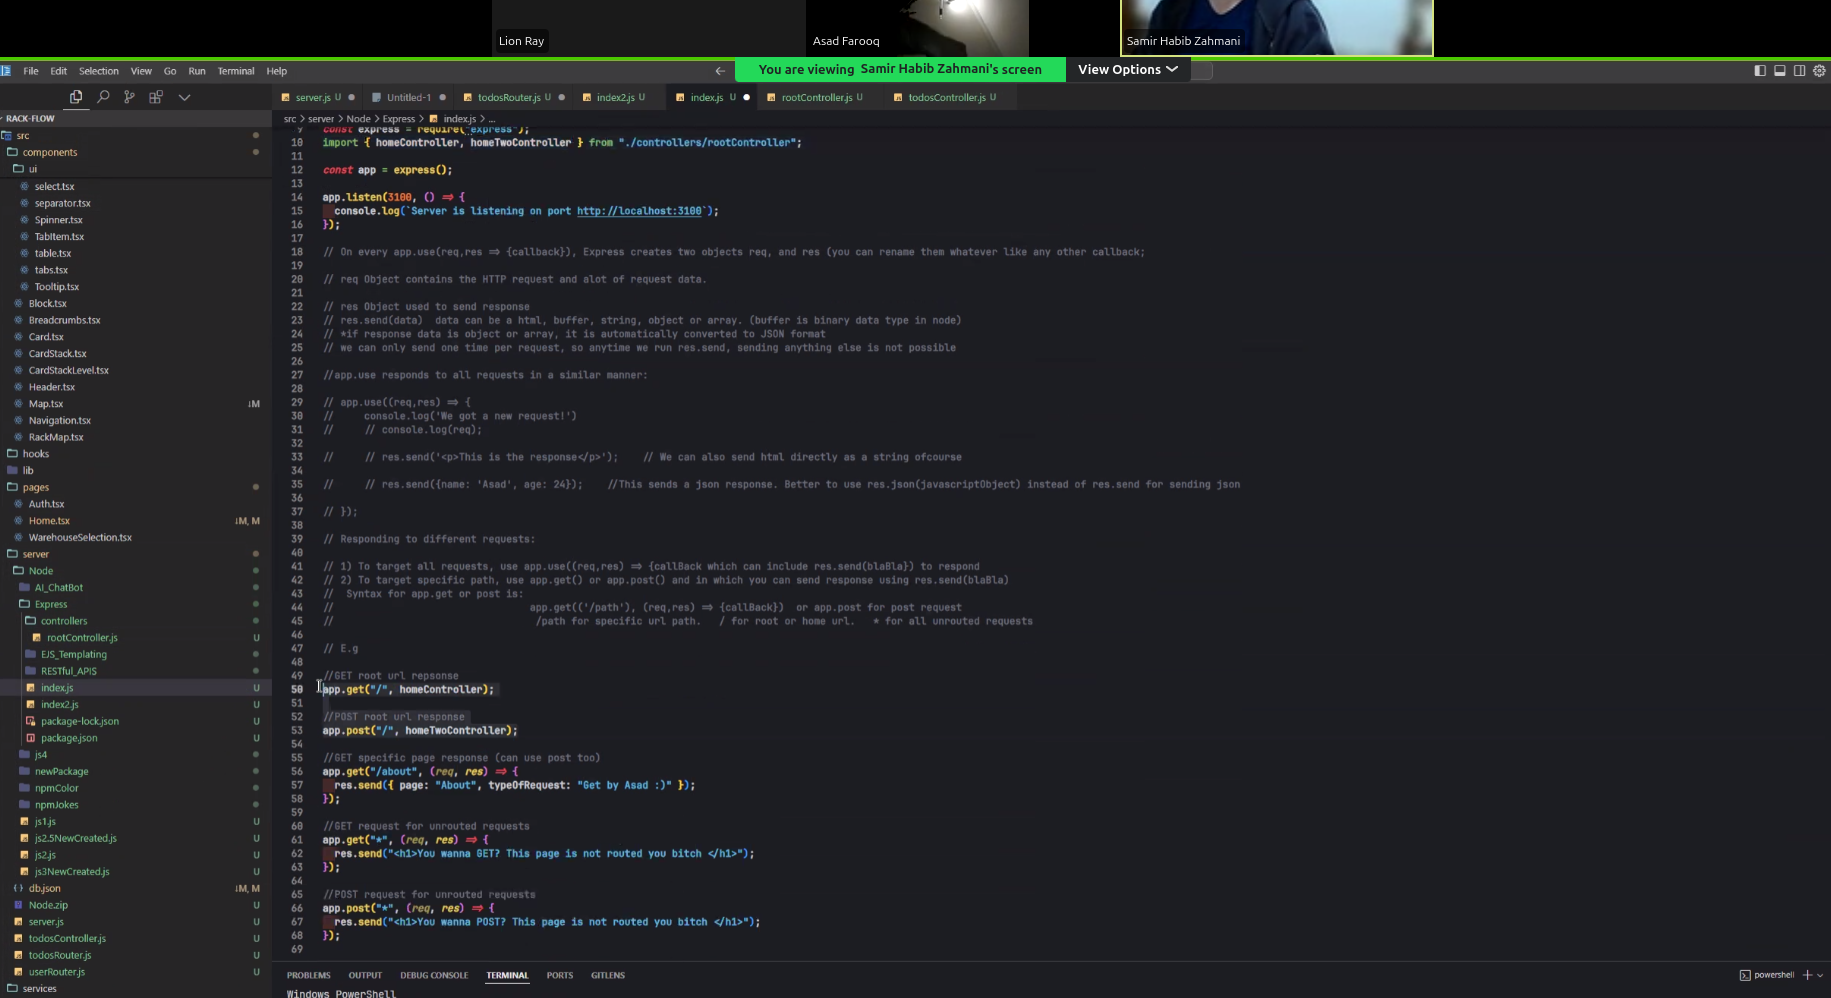 Lion Ray
Asad Farooq
Samir Habib Zahmani
You are viewing Samir Habib Zahmani's screen
View Options
File Edit Selection View Go Run Terminal Help
server.js U
Untitled-1
todosRouter.js U
index2.js U
index.js U
rootController.js U
todosController.js U
src > server > Node > Express > index.js > ...
RACK-FLOW
src
components
ui
select.tsx
separator.tsx
Spinner.tsx
TabItem.tsx
table.tsx
tabs.tsx
Tooltip.tsx
Block.tsx
Breadcrumbs.tsx
Card.tsx
CardStack.tsx
CardStackLevel.tsx
Header.tsx
Map.tsx ↓M
Navigation.tsx
RackMap.tsx
hooks
lib
pages
Auth.tsx
Home.tsx ↓M, M
WarehouseSelection.tsx
server
Node
AI_ChatBot
Express
controllers
rootController.js U
EJS_Templating
RESTful_APIS
index.js U
index2.js U
package-lock.json U
package.json U
js4
newPackage
npmColor
npmJokes
js1.js U
js2.5NewCreated.js U
js2.js U
js3NewCreated.js U
db.json ↓M, M
Node.zip U
server.js U
todosController.js U
todosRouter.js U
userRouter.js U
services
9 const express = require("express");
10 import { homeController, homeTwoController } from "./controllers/rootController";
11
12 const app = express();
13
14 app.listen(3100, () => {
15 console.log(`Server is listening on port http://localhost:3100`);
16 });
17
18 // On every app.use(req,res => {callback}), Express creates two objects req, and res (you can rename them whatever like any other callback;
19
20 // req Object contains the HTTP request and alot of request data.
21
22 // res Object used to send response
23 // res.send(data)  data can be a html, buffer, string, object or array. (buffer is binary data type in node)
24 // *if response data is object or array, it is automatically converted to JSON format
25 // we can only send one time per request, so anytime we run res.send, sending anything else is not possible
26
27 //app.use responds to all requests in a similar manner:
28
29 // app.use((req,res) => {
30 //     console.log('We got a new request!')
31 //     // console.log(req);
32
33 //     // res.send('<p>This is the response</p>');    // We can also send html directly as a string ofcourse
34
35 //     // res.send({name: 'Asad', age: 24});    //This sends a json response. Better to use res.json(javascriptObject) instead of res.send for sending json
36
37 // });
38
39 // Responding to different requests:
40
41 // 1) To target all requests, use app.use((req,res) => {callBack which can include res.send(blaBla}) to respond
42 // 2) To target specific path, use app.get() or app.post() and in which you can send response using res.send(blaBla)
43 //  Syntax for app.get or post is:
44 //     app.get(('/path'), (req,res) => {callBack})  or app.post for post request
45 //     /path for specific url path.   / for root or home url.   * for all unrouted requests
46
47 // E.g
48
49 //GET root url repsonse
50 app.get("/", homeController);
51
52 //POST root url response
53 app.post("/", homeTwoController);
54
55 //GET specific page response (can use post too)
56 app.get("/about", (req, res) => {
57 res.send({ page: "About", typeOfRequest: "Get by Asad :)" });
58 });
59
60 //GET request for unrouted requests
61 app.get("*", (req, res) => {
62 res.send("<h1>You wanna GET? This page is not routed you bitch </h1>");
63 });
64
65 //POST request for unrouted requests
66 app.post("*", (req, res) => {
67 res.send("<h1>You wanna POST? This page is not routed you bitch </h1>");
68 });
69
PROBLEMS OUTPUT DEBUG CONSOLE TERMINAL PORTS GITLENS
powershell
Windows PowerShell